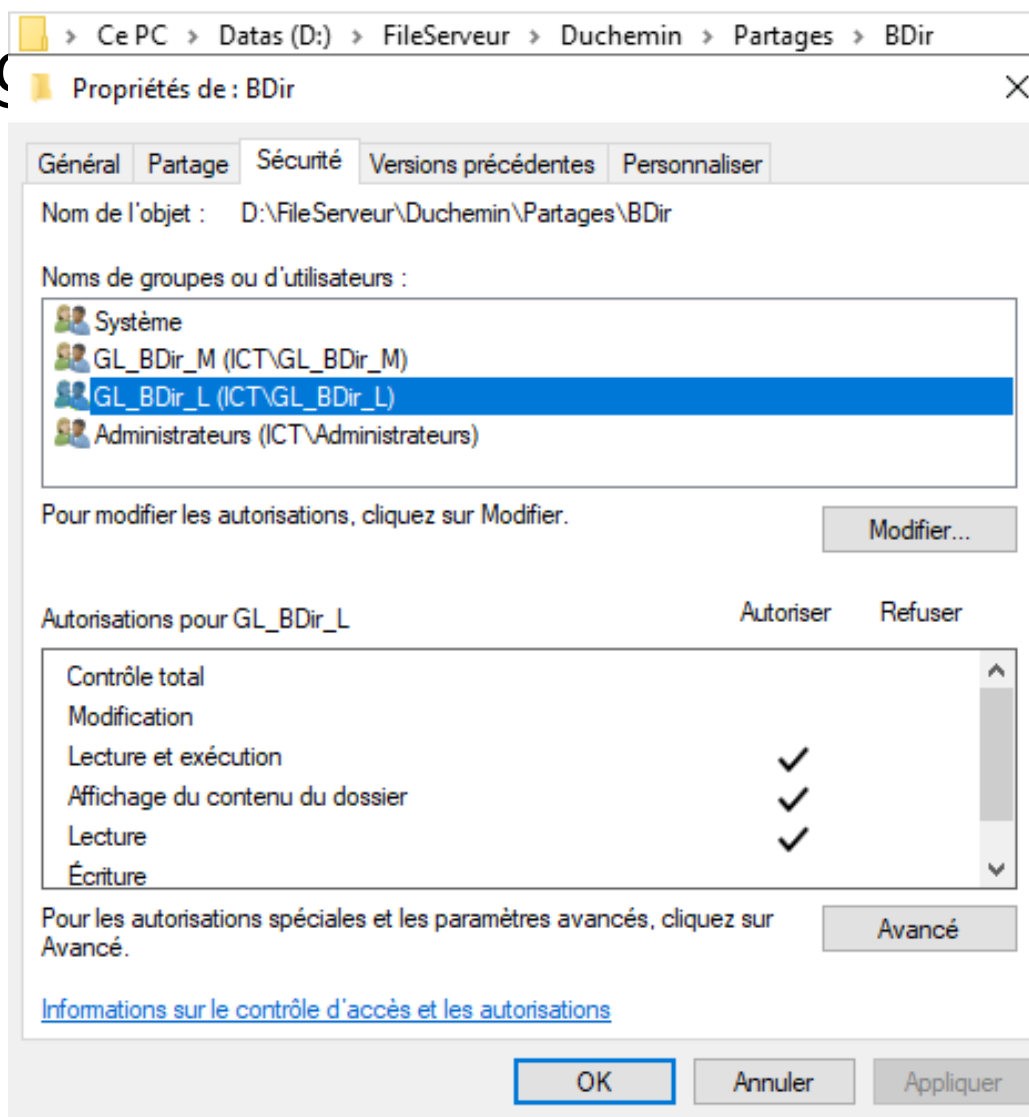 Ce PC > Datas (D:) > FileServeur > Duchemin > Partages > BDir
Propriétés de : BDir
Général Partage Sécurité Versions précédentes Personnaliser
Nom de l'objet : D:\FileServeur\Duchemin\Partages\BDir
Noms de groupes ou d'utilisateurs :
Système
GL_BDir_M (ICT\GL_BDir_M)
GL_BDir_L (ICT\GL_BDir_L)
Administrateurs (ICT\Administrateurs)
Pour modifier les autorisations, cliquez sur Modifier.
Modifier...
Autorisations pour GL_BDir_L Autoriser Refuser
Contrôle total
Modification
Lecture et exécution
Affichage du contenu du dossier
Lecture
Écriture
Pour les autorisations spéciales et les paramètres avancés, cliquez sur
Avancé.
Avancé
Informations sur le contrôle d'accès et les autorisations
OK Annuler Appliquer